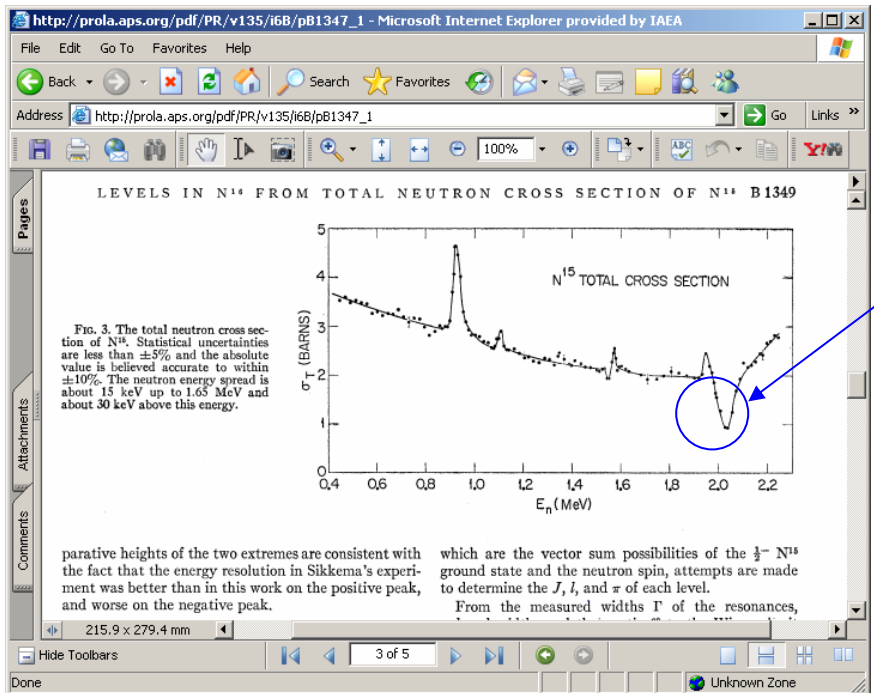 http://prola.aps.org/pdf/PR/v135/i6B/pB1347_1 - Microsoft Internet Explorer provided by IAEA
File Edit Go To Favorites Help
Back Search Favorites
Address http://prola.aps.org/pdf/PR/v135/i6B/pB1347_1 Go Links »
100% ABC Y!
Pages
Attachments
Comments
LEVELS IN N¹⁶ FROM TOTAL NEUTRON CROSS SECTION OF N¹⁵ B1349
FIG. 3. The total neutron cross sec-
tion of N¹⁵. Statistical uncertainties
are less than ±5% and the absolute
value is believed accurate to within
±10%. The neutron energy spread is
about 15 keV up to 1.65 MeV and
about 30 keV above this energy.
N¹⁵ TOTAL CROSS SECTION
σT (BARNS)
5
4
3
2
1
0
0.4 0.6 0.8 1.0 1.2 1.4 1.6 1.8 2.0 2.2
En (MeV)
parative heights of the two extremes are consistent with
the fact that the energy resolution in Sikkema's experi-
ment was better than in this work on the positive peak,
and worse on the negative peak.
which are the vector sum possibilities of the ½− N¹⁵
ground state and the neutron spin, attempts are made
to determine the J, l, and π of each level.
From the measured widths Γ of the resonances,
215.9 x 279.4 mm
Hide Toolbars 3 of 5
Done Unknown Zone